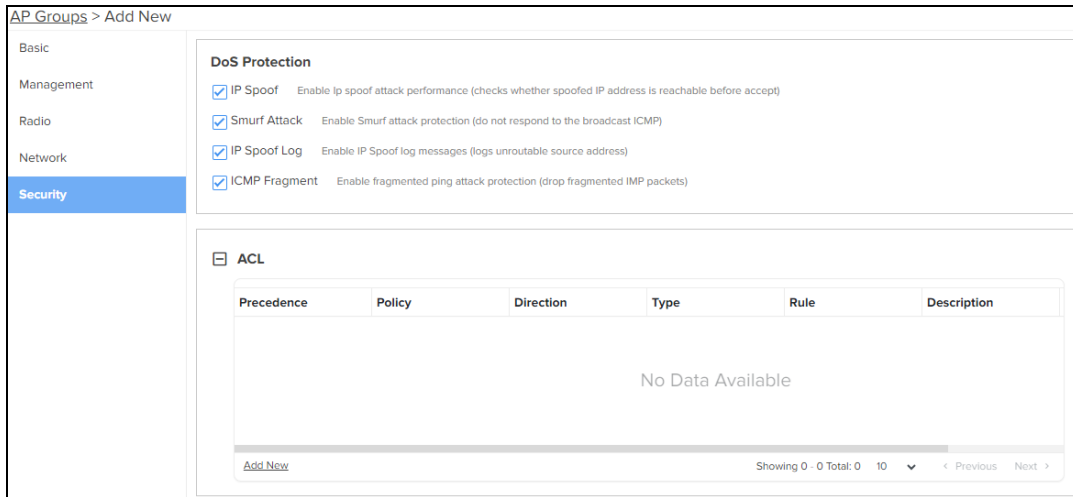 AP Groups > Add New
Basic
Management
Radio
Network
Security
DoS Protection
IP Spoof Enable Ip spoof attack performance (checks whether spoofed IP address is reachable before accept)
Smurf Attack Enable Smurf attack protection (do not respond to the broadcast ICMP)
IP Spoof Log Enable IP Spoof log messages (logs unroutable source address)
ICMP Fragment Enable fragmented ping attack protection (drop fragmented IMP packets)
ACL
Precedence Policy Direction Type Rule Description
No Data Available
Add New Showing 0 - 0 Total: 0 10 < Previous Next >